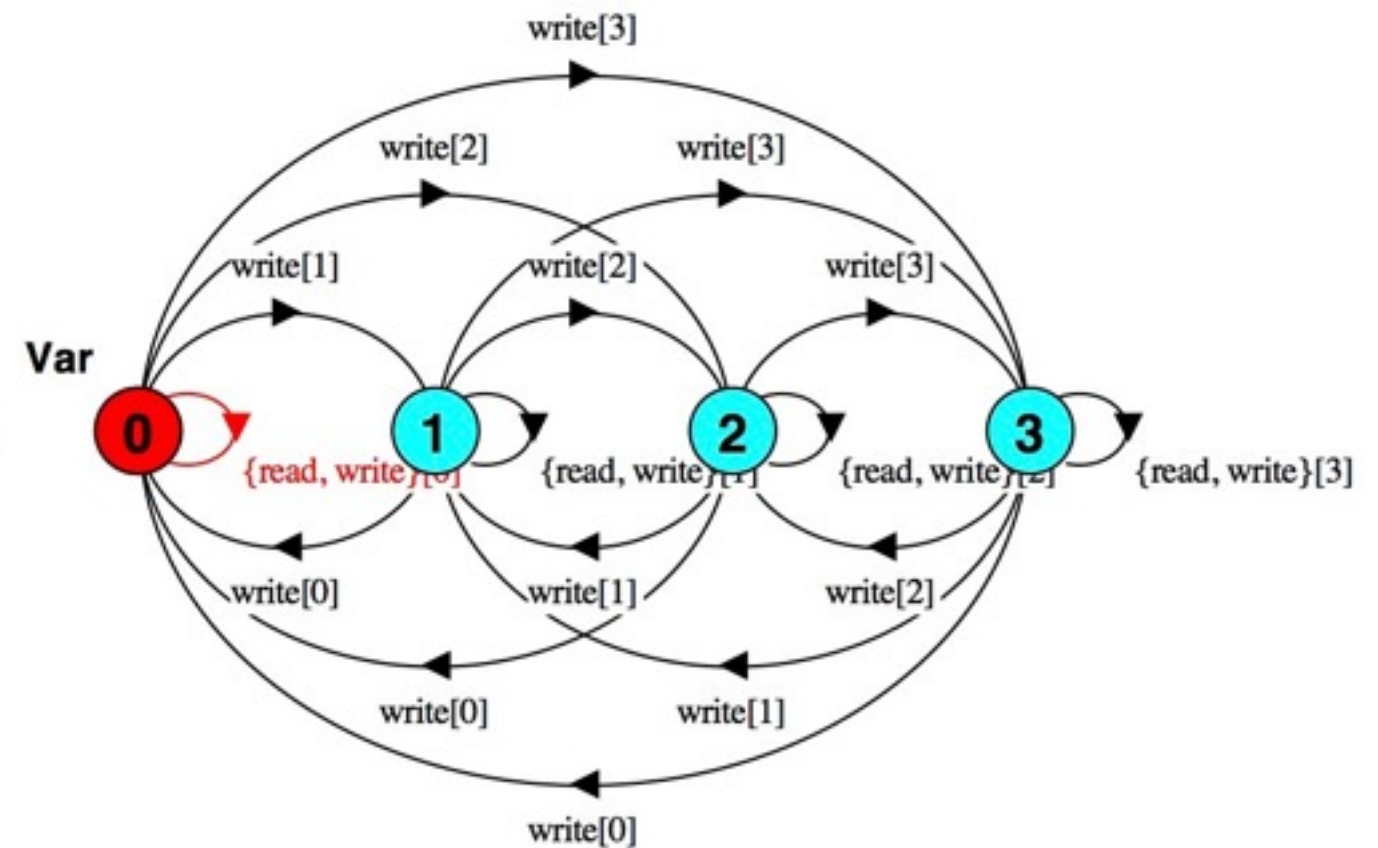 write[3]
write[2] write[3]
write[1] write[2] write[3]
Var
0 1 2 3
{read, write}[0] {read, write}[1] {read, write}[2] {read, write}[3]
write[0] write[1] write[2]
write[0] write[1]
write[0]